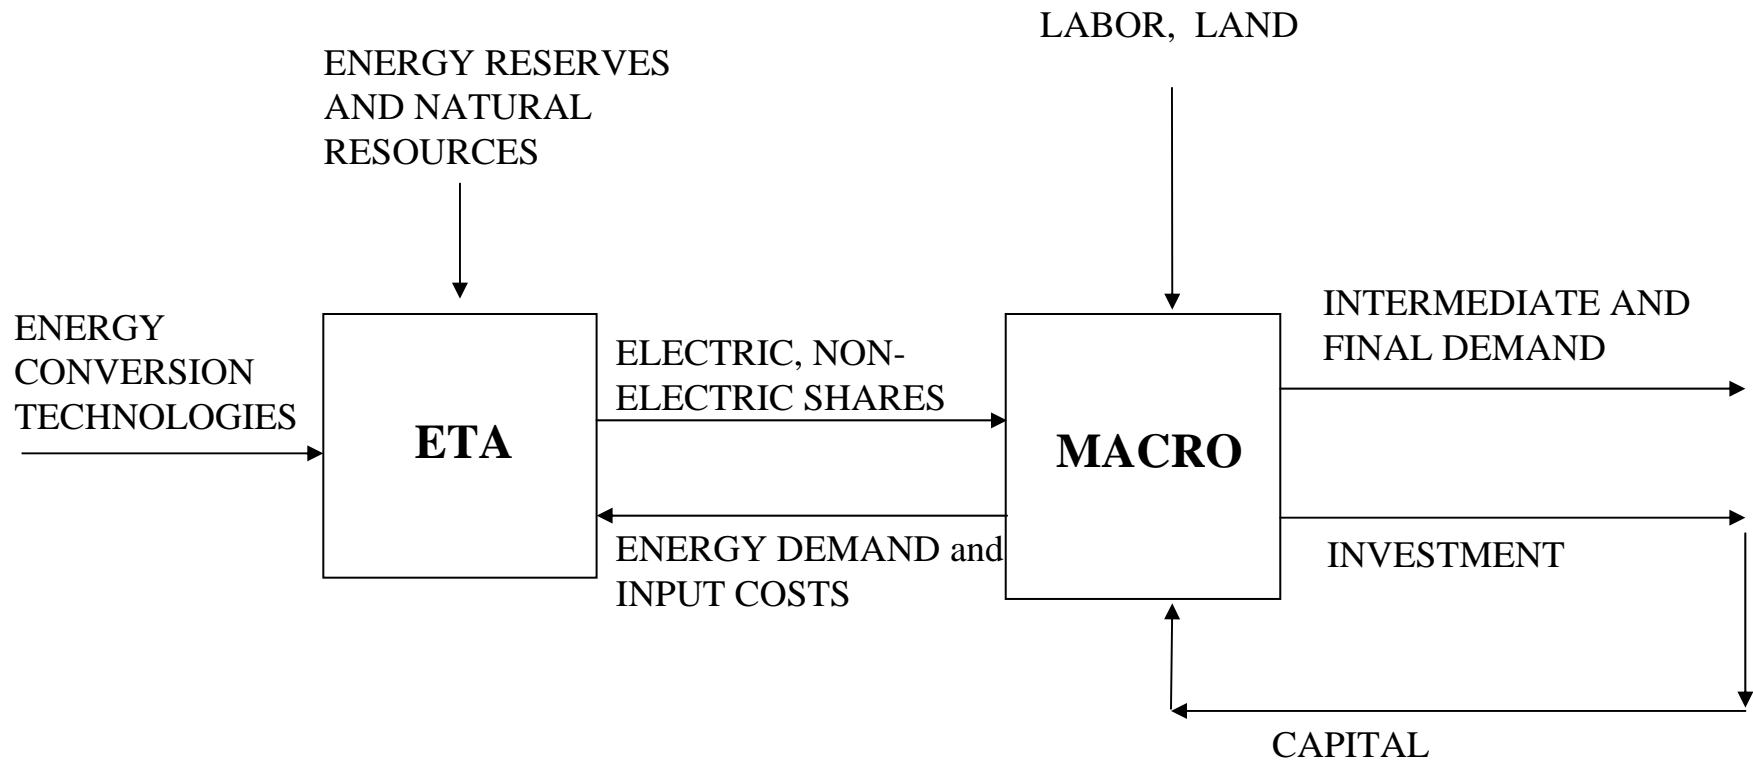 LABOR, LAND
ENERGY RESERVES
AND NATURAL
RESOURCES
ENERGY
CONVERSION
TECHNOLOGIES
ETA
ELECTRIC, NON-
ELECTRIC SHARES
ENERGY DEMAND and
INPUT COSTS
MACRO
INTERMEDIATE AND
FINAL DEMAND
INVESTMENT
CAPITAL